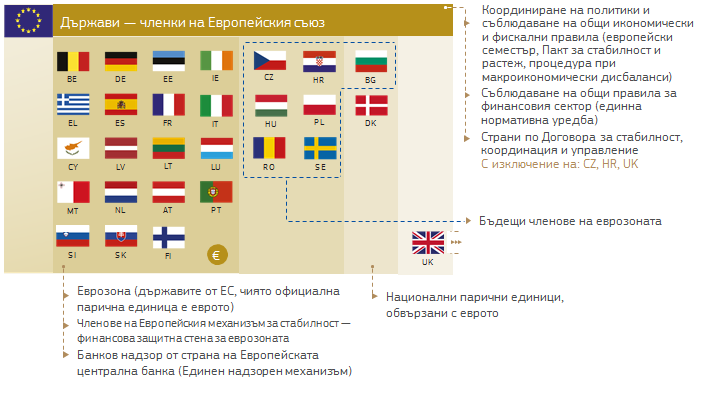 Държави — членки на Европейския съюз
BE DE EE IE CZ HR BG
EL ES FR IT HU PL DK
CY LV LT LU RO SE
MT NL AT PT
SI SK FI €
UK
Координиране на политики и
съблюдаване на общи икономически
и фискални правила (европейски
семестър, Пакт за стабилност и
растеж, процедура при
макроикономически дисбаланси)
Съблюдаване на общи правила за
финансовия сектор (единна
нормативна уредба)
Страни по Договора за стабилност,
координация и управление
С изключение на: CZ, HR, UK
Бъдещи членове на еврозоната
Еврозона (държавите от ЕС, чиято официална
парична единица е еврото)
Членове на Европейския механизъм за стабилност —
финансова защитна стена за еврозоната
Банков надзор от страна на Европейската
централна банка (Единен надзорен механизъм)
Национални парични единици,
обвързани с еврото